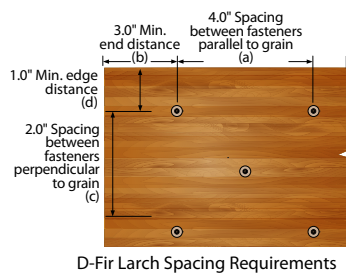 3.0" Min.
end distance
(b)
4.0" Spacing
between fasteners
parallel to grain
(a)
1.0" Min. edge
distance
(d)
2.0" Spacing
between
fasteners
perpendicular
to grain
(c)
D-Fir Larch Spacing Requirements